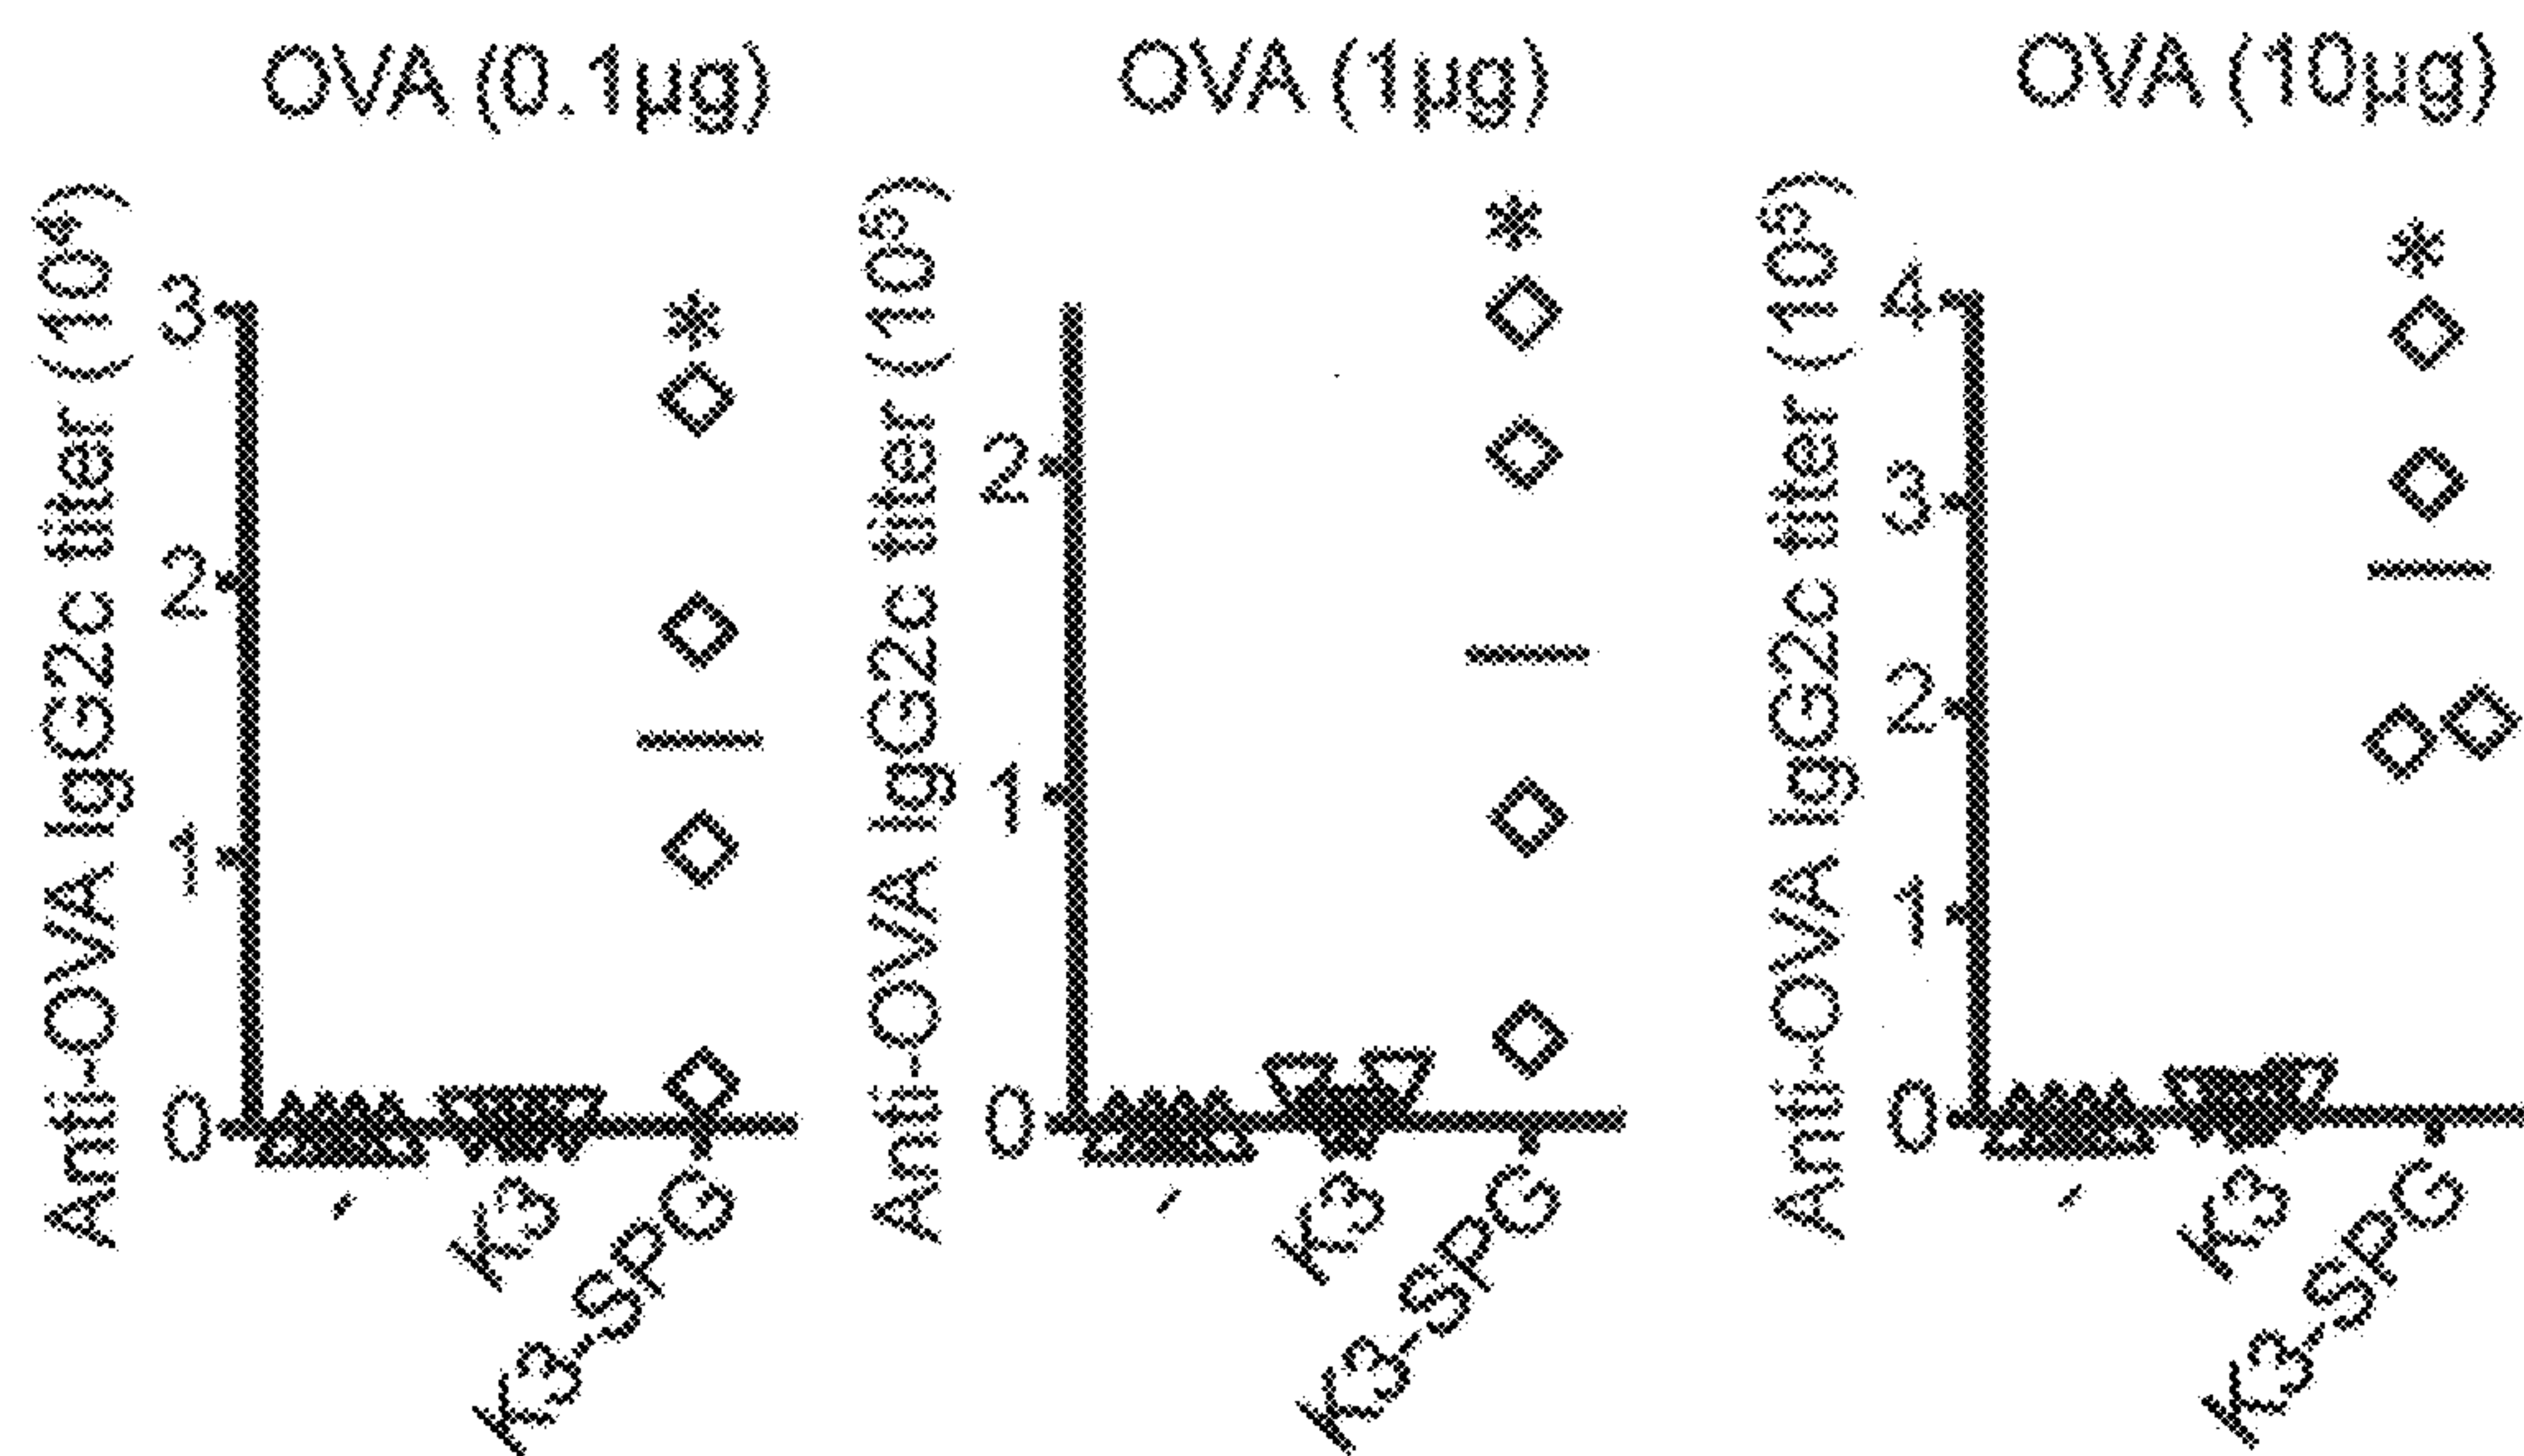 OVA (0.1µg)
Anti-OVA IgG2c titer (10⁴)
3
2
1
0
-
K3
K3-SPG
*
OVA (1µg)
Anti-OVA IgG2c titer (10⁵)
2
1
0
-
K3
K3-SPG
*
OVA (10µg)
Anti-OVA IgG2c titer (10⁵)
4
3
2
1
0
-
K3
K3-SPG
*